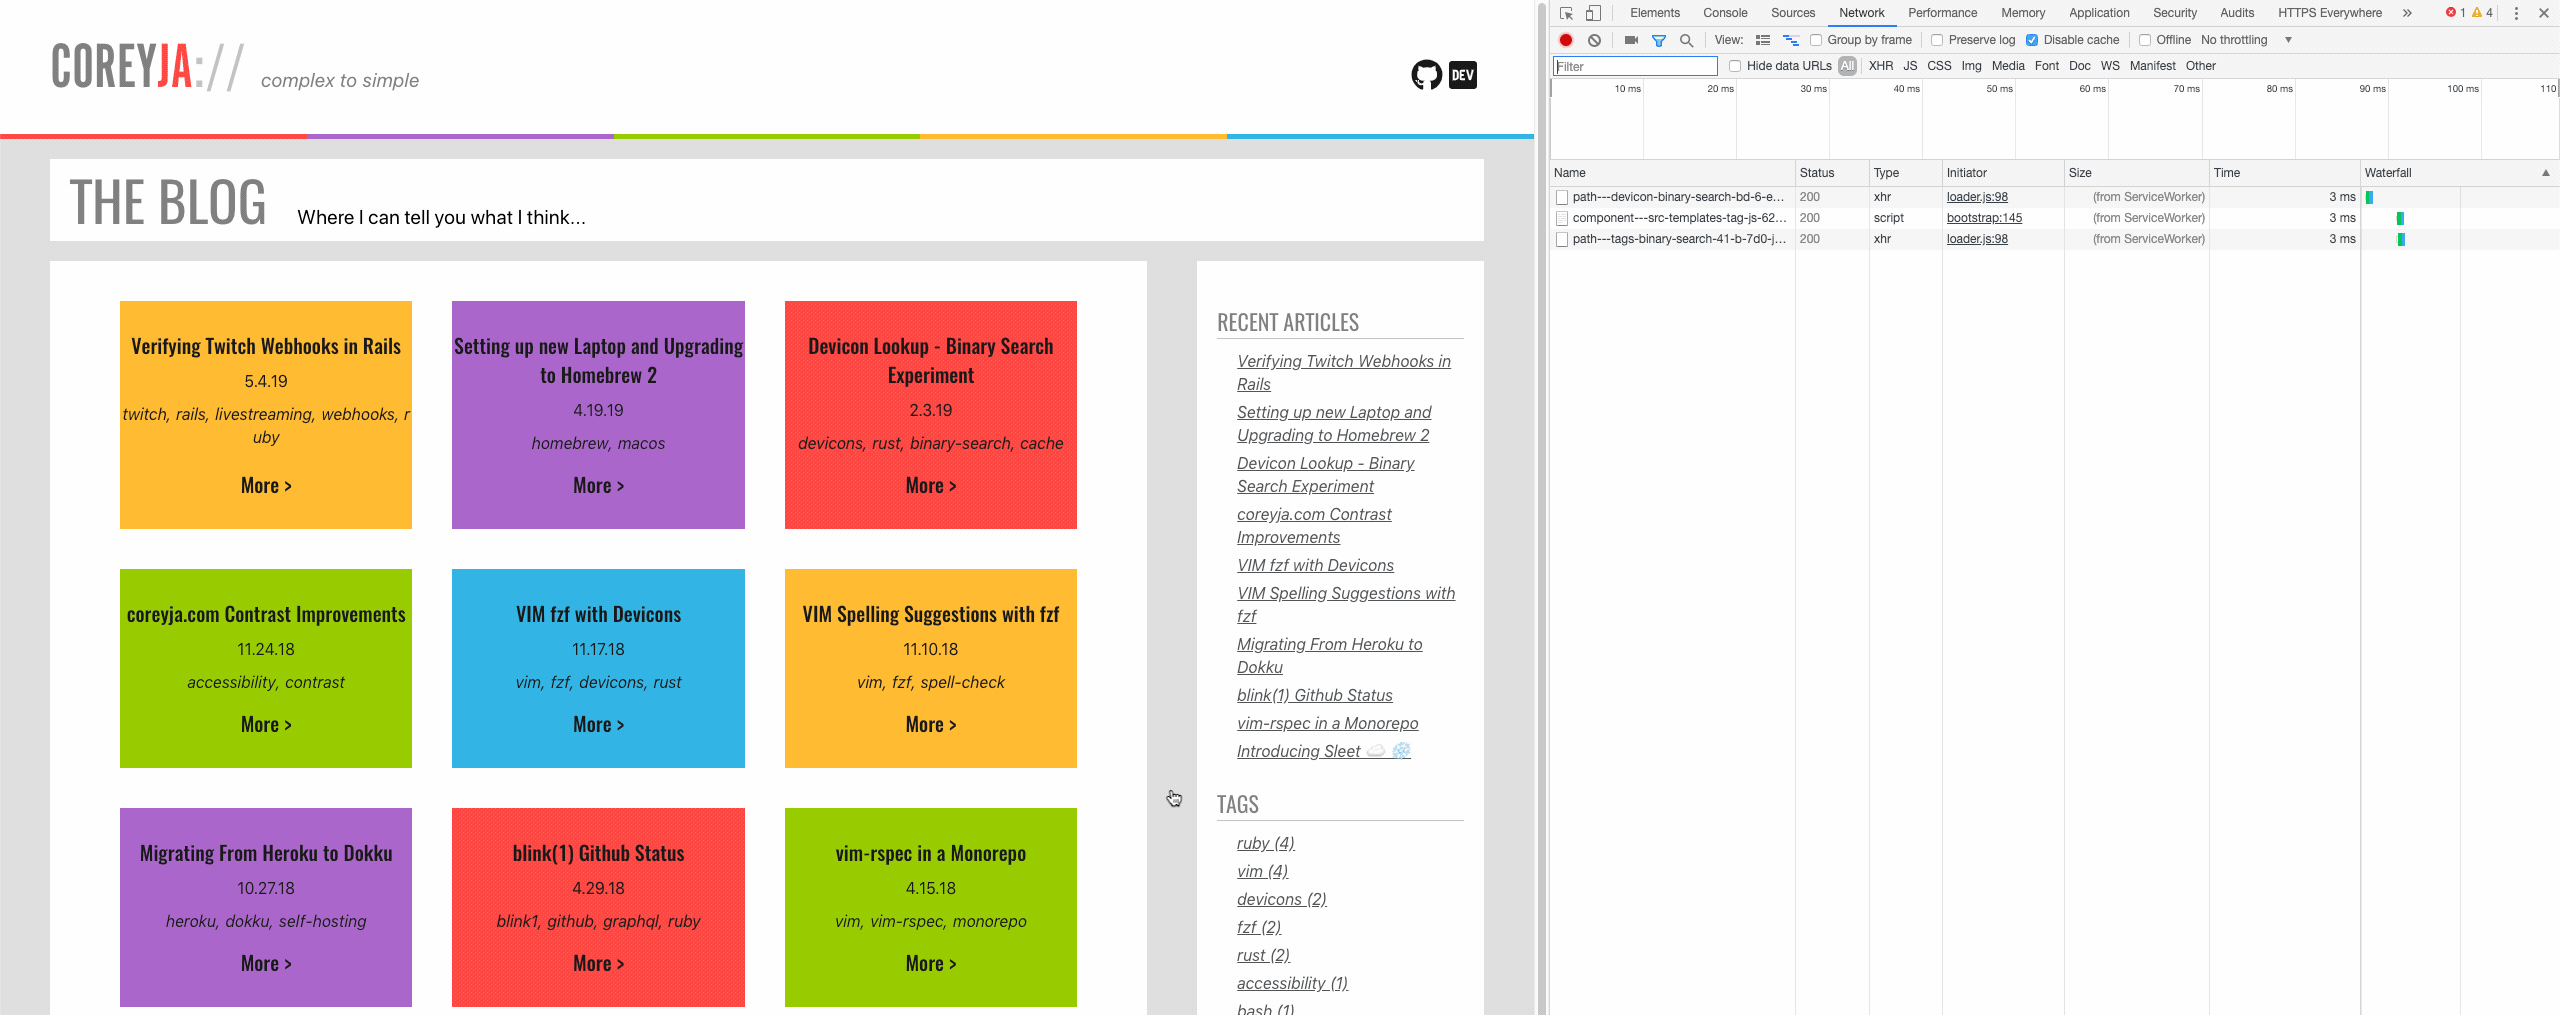 COREYJA://
complex to simple
DEV
THE BLOG
Where I can tell you what I think...
Verifying Twitch Webhooks in Rails
5.4.19
twitch, rails, livestreaming, webhooks, r
uby
More >
Setting up new Laptop and Upgrading
to Homebrew 2
4.19.19
homebrew, macos
More >
Devicon Lookup - Binary Search
Experiment
2.3.19
devicons, rust, binary-search, cache
More >
coreyja.com Contrast Improvements
11.24.18
accessibility, contrast
More >
VIM fzf with Devicons
11.17.18
vim, fzf, devicons, rust
More >
VIM Spelling Suggestions with fzf
11.10.18
vim, fzf, spell-check
More >
Migrating From Heroku to Dokku
10.27.18
heroku, dokku, self-hosting
More >
blink(1) Github Status
4.29.18
blink1, github, graphql, ruby
More >
vim-rspec in a Monorepo
4.15.18
vim, vim-rspec, monorepo
More >
RECENT ARTICLES
Verifying Twitch Webhooks in
Rails
Setting up new Laptop and
Upgrading to Homebrew 2
Devicon Lookup - Binary
Search Experiment
coreyja.com Contrast
Improvements
VIM fzf with Devicons
VIM Spelling Suggestions with
fzf
Migrating From Heroku to
Dokku
blink(1) Github Status
vim-rspec in a Monorepo
Introducing Sleet ☁️ ❄️
TAGS
ruby (4)
vim (4)
devicons (2)
fzf (2)
rust (2)
accessibility (1)
bash (1)
Elements Console Sources Network Performance Memory Application Security Audits HTTPS Everywhere » 1 4
View: Group by frame Preserve log Disable cache Offline No throttling
Filter Hide data URLs All XHR JS CSS Img Media Font Doc WS Manifest Other
10 ms 20 ms 30 ms 40 ms 50 ms 60 ms 70 ms 80 ms 90 ms 100 ms 110
Name Status Type Initiator Size Time Waterfall
path---devicon-binary-search-bd-6-e... 200 xhr loader.js:98 (from ServiceWorker) 3 ms
component---src-templates-tag-js-62... 200 script bootstrap:145 (from ServiceWorker) 3 ms
path---tags-binary-search-41-b-7d0-j... 200 xhr loader.js:98 (from ServiceWorker) 3 ms